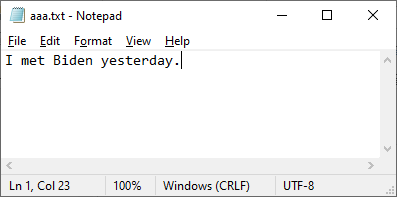 aaa.txt - Notepad
File Edit Format View Help
I met Biden yesterday.
Ln 1, Col 23 100% Windows (CRLF) UTF-8